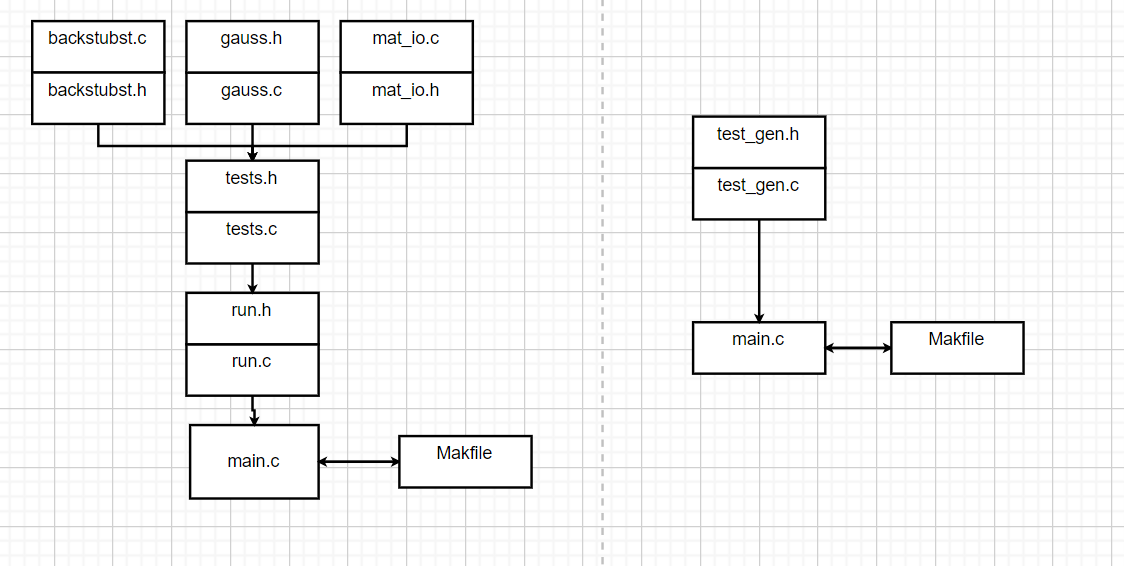 backstubst.c
backstubst.h
gauss.h
gauss.c
mat_io.c
mat_io.h
tests.h
tests.c
run.h
run.c
main.c
Makfile
test_gen.h
test_gen.c
main.c
Makfile